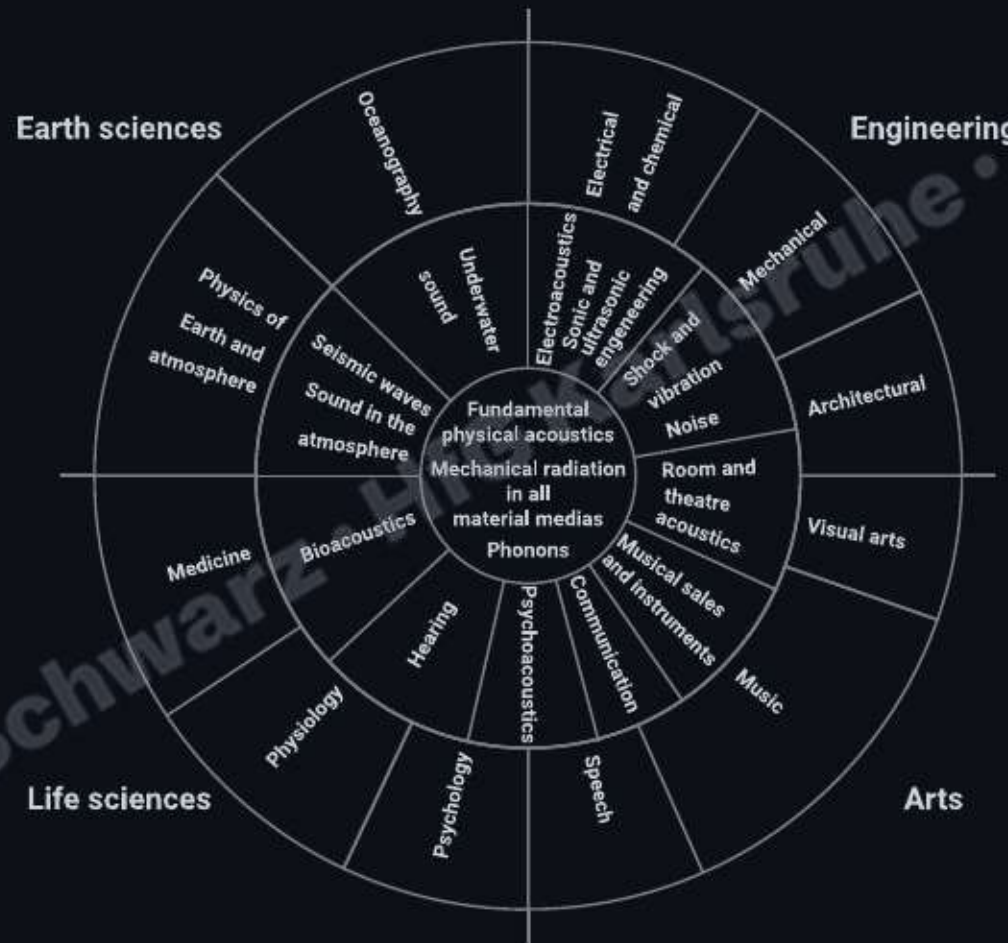 Earth sciences
Engineering
Oceanography
Electrical
and chemical
Mechanical
Architectural
Physics of
Earth and
atmosphere
Underwater
sound
Electroacoustics
Sonic and
ultrasonic
engeneering
Shock and
vibration
Noise
Seismic waves
Sound in the
atmosphere
Fundamental
physical acoustics
Mechanical radiation
in all
material medias
Phonons
Room and
theatre
acoustics
Visual arts
Medicine
Bioacoustics
Hearing
Psychoacoustics
Communication
Musical sales
and instruments
Music
Physiology
Psychology
Speech
Life sciences
Arts
chwarz · HfG Karlsruhe ·